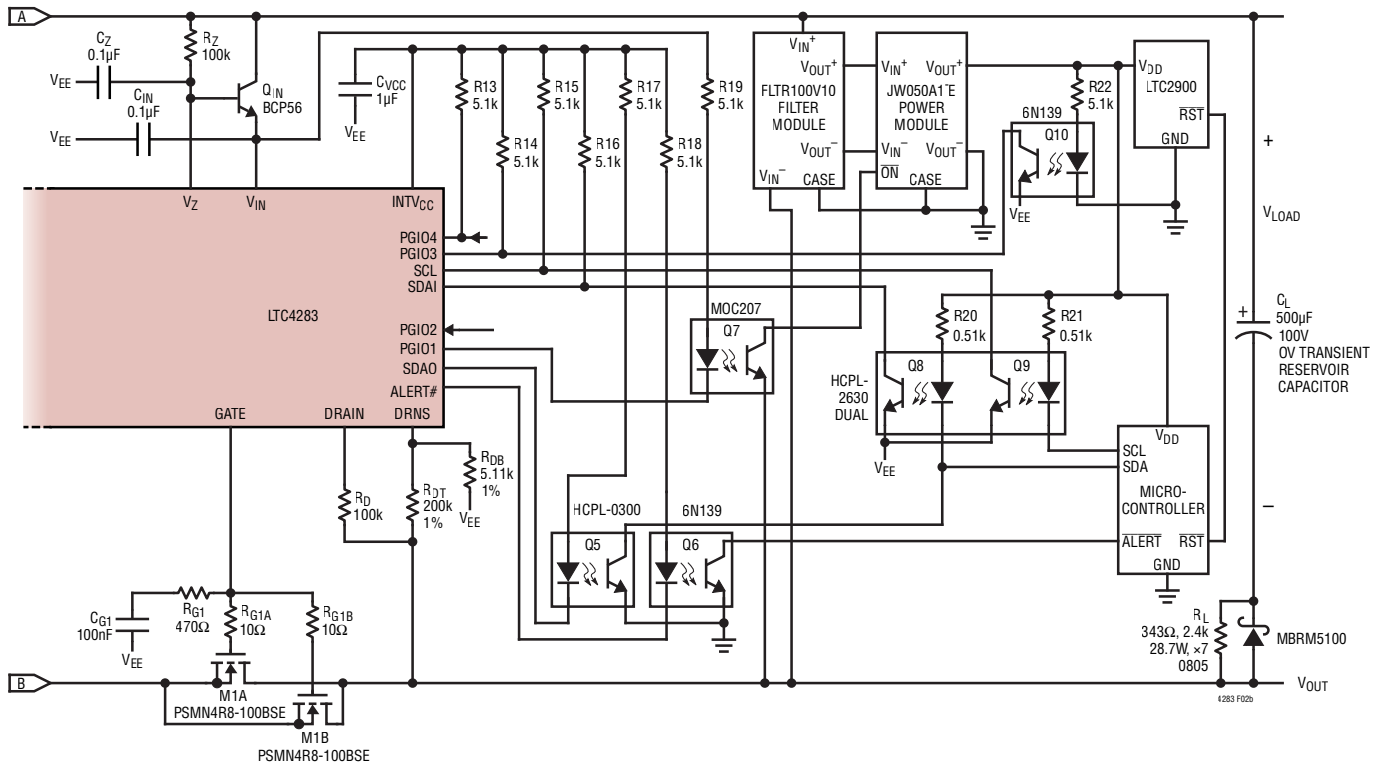 A
C_Z
0.1µF
V_EE
R_Z
100k
C_IN
0.1µF
V_EE
Q_IN
BCP56
C_VCC
1µF
V_EE
R13
5.1k
R14
5.1k
R15
5.1k
R16
5.1k
R17
5.1k
R18
5.1k
R19
5.1k
V_IN+
V_OUT+
FLTR100V10
FILTER
MODULE
V_OUT−
V_IN−
CASE
V_IN+
V_OUT+
JW050A1-E
POWER
MODULE
V_IN−
V_OUT−
ON
CASE
R22
5.1k
6N139
Q10
V_EE
V_DD
LTC2900
RST
GND
+
V_LOAD
−
V_Z
V_IN
INTV_CC
PGIO4
PGIO3
SCL
SDAI
LTC4283
PGIO2
PGIO1
SDAO
ALERT#
GATE
DRAIN
DRNS
MOC207
Q7
R20
0.51k
R21
0.51k
HCPL-
2630
DUAL
Q8
Q9
V_EE
+
C_L
500µF
100V
OV TRANSIENT
RESERVOIR
CAPACITOR
V_DD
SCL
SDA
MICRO-
CONTROLLER
ALERT
RST
GND
R_D
100k
R_DT
200k
1%
R_DB
5.11k
1%
V_EE
HCPL-0300
Q5
6N139
Q6
C_G1
100nF
V_EE
R_G1
470Ω
R_G1A
10Ω
R_G1B
10Ω
R_L
343Ω, 2.4k
28.7W, ×7
0805
MBRM5100
B
M1A
PSMN4R8-100BSE
M1B
PSMN4R8-100BSE
V_OUT
4283 F02b